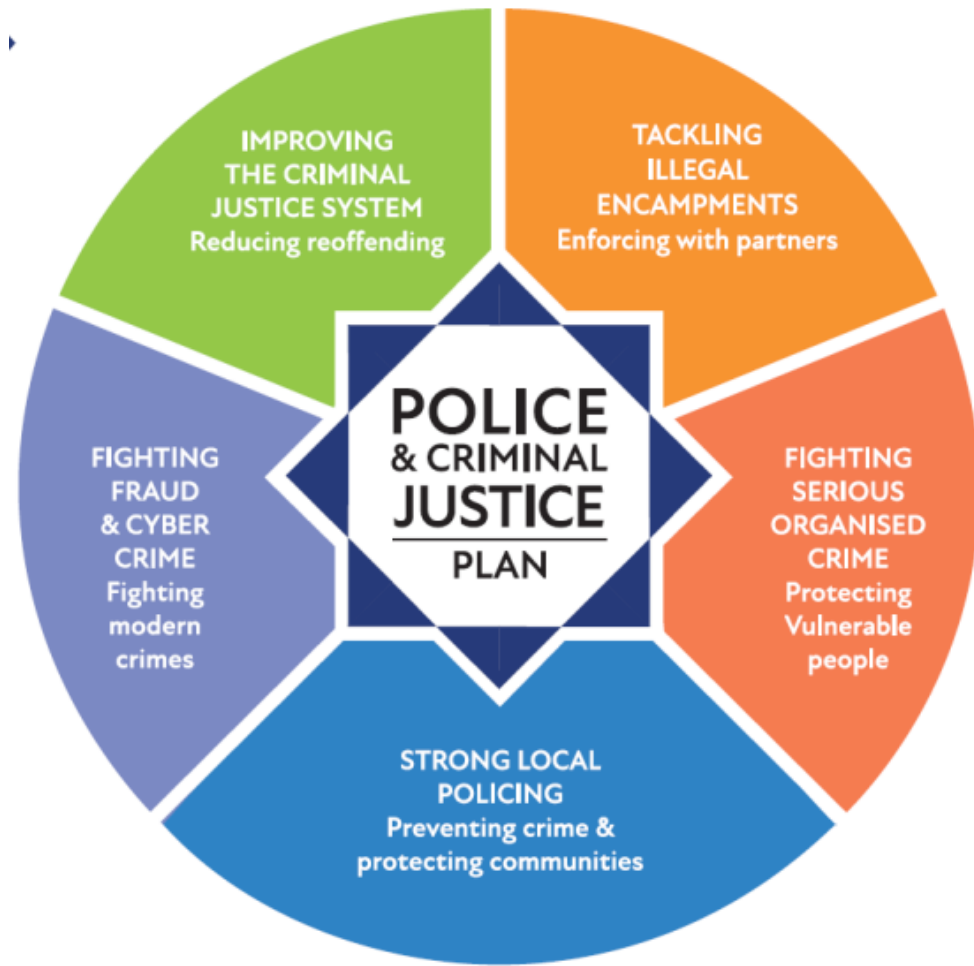 IMPROVING
THE CRIMINAL
JUSTICE SYSTEM
Reducing reoffending
TACKLING
ILLEGAL
ENCAMPMENTS
Enforcing with partners
POLICE
& CRIMINAL
JUSTICE
PLAN
FIGHTING
FRAUD
& CYBER
CRIME
Fighting
modern
crimes
FIGHTING
SERIOUS
ORGANISED
CRIME
Protecting
Vulnerable
people
STRONG LOCAL
POLICING
Preventing crime &
protecting communities